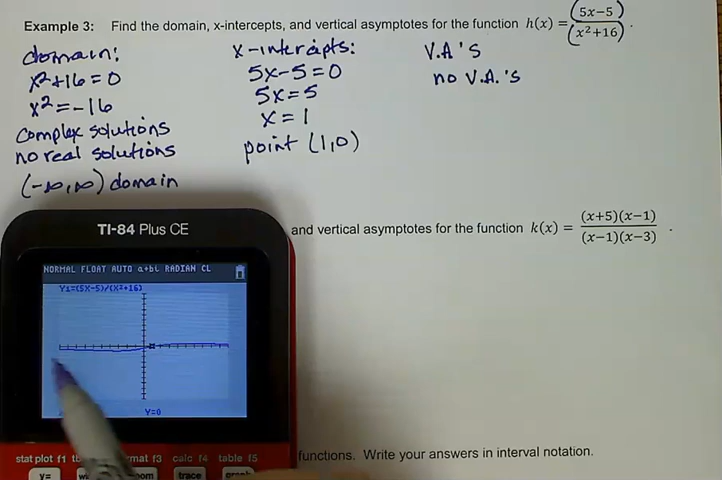 Example 3: Find the domain, x-intercepts, and vertical asymptotes for the function h(x) = (5x−5)/(x²+16) .
domain:
x²+16=0
x²=-16
complex solutions
no real solutions
(-∞,∞) domain
x-intercepts:
5x-5=0
5x=5
x=1
point (1,0)
V.A's
no V.A.'s
and vertical asymptotes for the function k(x) = (x+5)(x−1)/(x−1)(x−3) .
TI-84 Plus CE
NORMAL FLOAT AUTO a+bi RADIAN CL
Y1=(5X-5)/(X²+16)
Y=0
functions. Write your answers in interval notation.
stat plot f1 format f3 calc f4 table f5
y= zoom trace graph